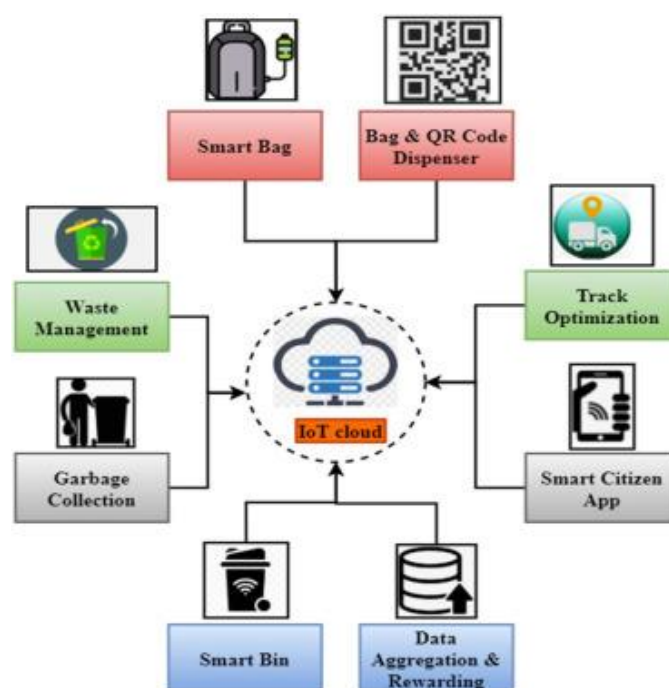 Smart Bag
Bag & QR Code
Dispenser
Waste
Management
Track
Optimization
IoT cloud
Garbage
Collection
Smart Citizen
App
Smart Bin
Data
Aggregation &
Rewarding